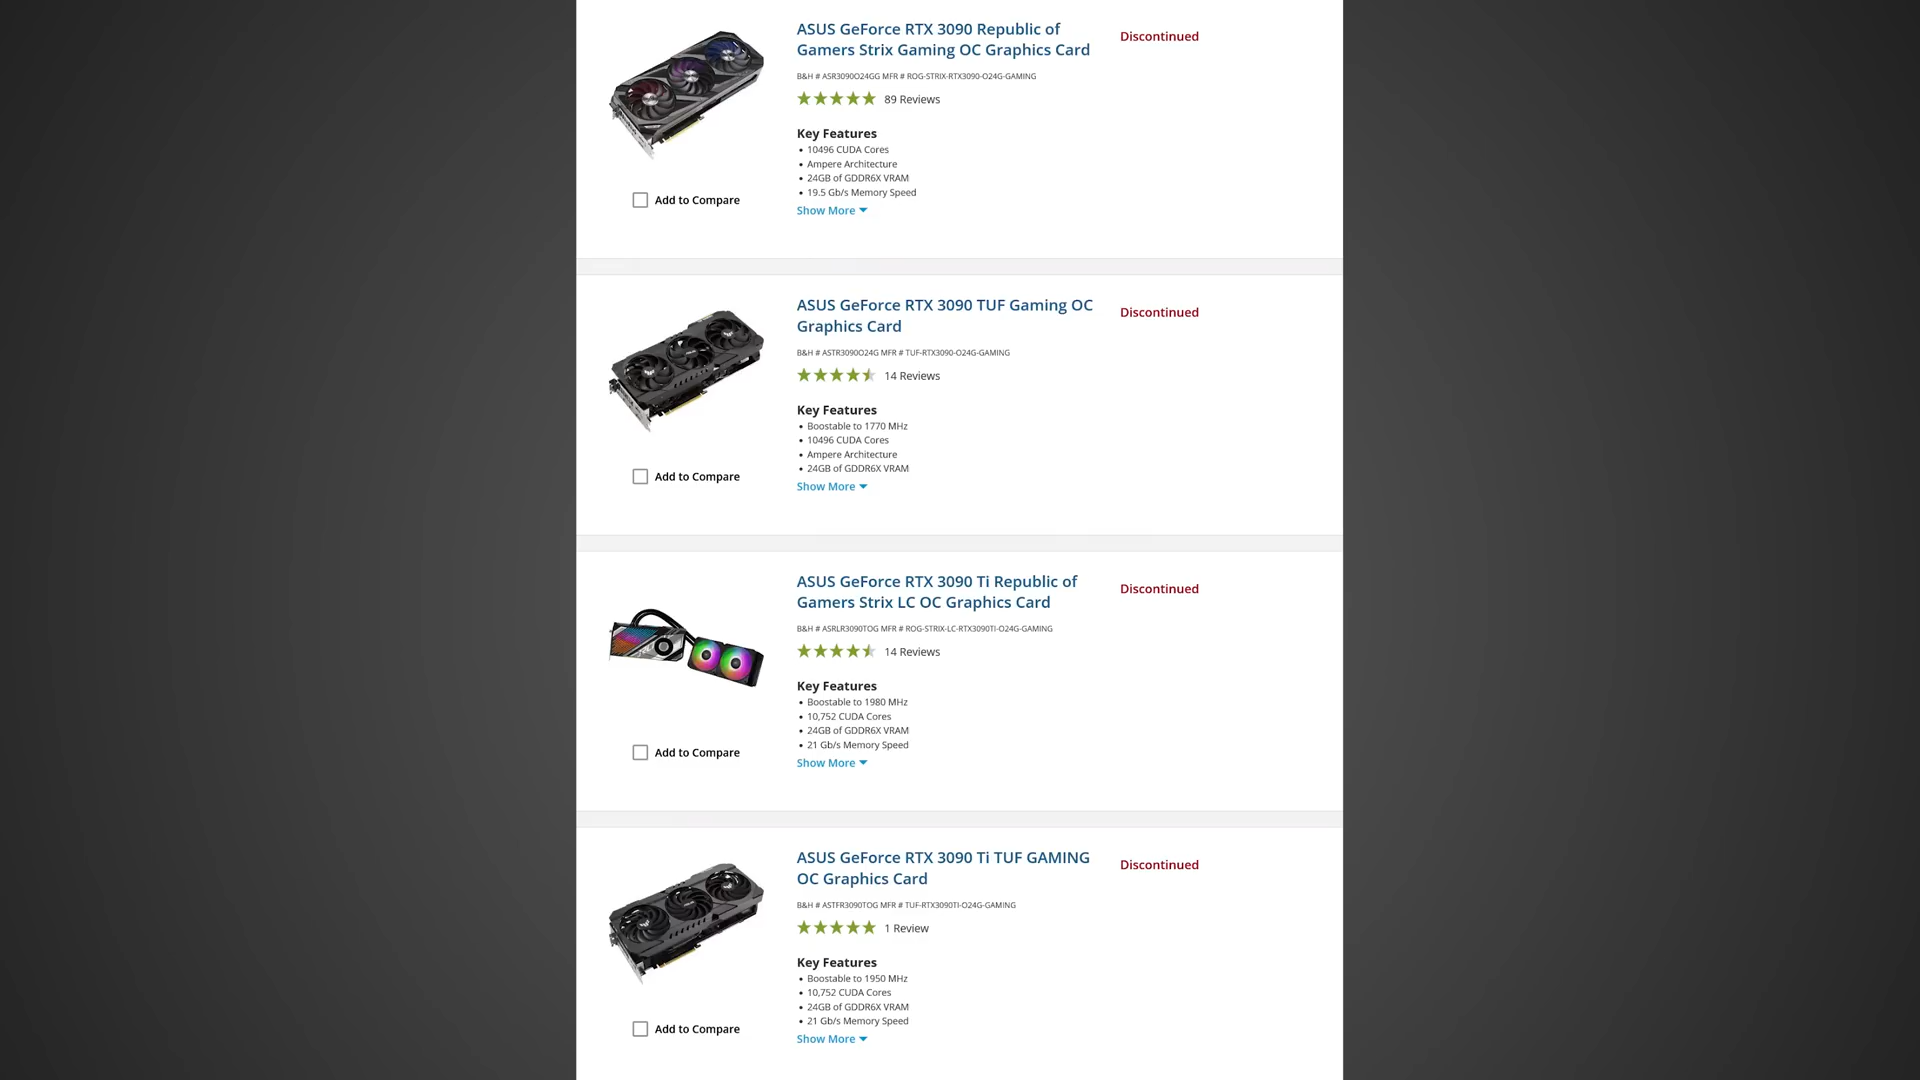 ASUS GeForce RTX 3090 Republic of
Gamers Strix Gaming OC Graphics Card
Discontinued
B&H # ASR3090O24GG MFR # ROG-STRIX-RTX3090-O24G-GAMING
89 Reviews
Key Features
• 10496 CUDA Cores
• Ampere Architecture
• 24GB of GDDR6X VRAM
• 19.5 Gb/s Memory Speed
Show More
Add to Compare
ASUS GeForce RTX 3090 TUF Gaming OC
Graphics Card
Discontinued
B&H # ASTR3090O24G MFR # TUF-RTX3090-O24G-GAMING
14 Reviews
Key Features
• Boostable to 1770 MHz
• 10496 CUDA Cores
• Ampere Architecture
• 24GB of GDDR6X VRAM
Show More
Add to Compare
ASUS GeForce RTX 3090 Ti Republic of
Gamers Strix LC OC Graphics Card
Discontinued
B&H # ASRLR3090TOG MFR # ROG-STRIX-LC-RTX3090TI-O24G-GAMING
14 Reviews
Key Features
• Boostable to 1980 MHz
• 10,752 CUDA Cores
• 24GB of GDDR6X VRAM
• 21 Gb/s Memory Speed
Show More
Add to Compare
ASUS GeForce RTX 3090 Ti TUF GAMING
OC Graphics Card
Discontinued
B&H # ASTFR3090TOG MFR # TUF-RTX3090TI-O24G-GAMING
1 Review
Key Features
• Boostable to 1950 MHz
• 10,752 CUDA Cores
• 24GB of GDDR6X VRAM
• 21 Gb/s Memory Speed
Show More
Add to Compare